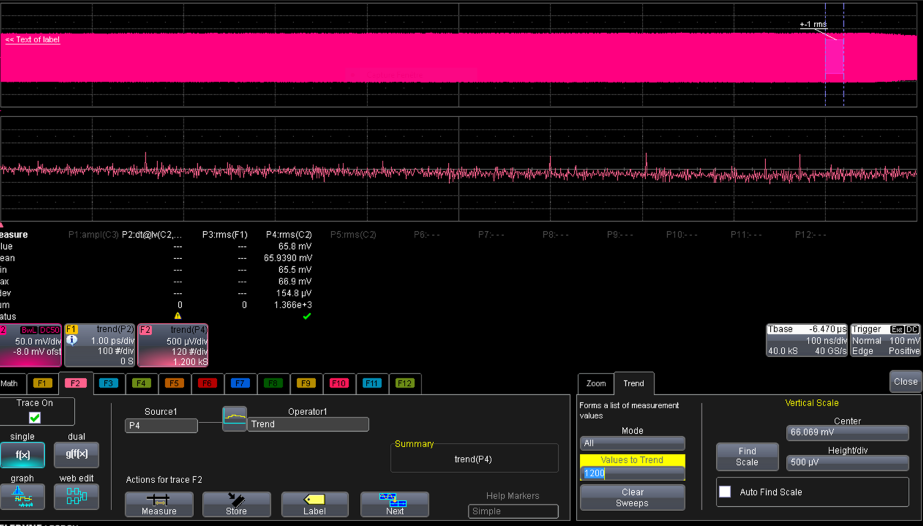 +-1 rms
<< Text of label
easure P1:ampl(C3) P2:dt@lv(C2,... P3:rms(F1) P4:rms(C2) P5:rms(C2) P6:- - - P7:- - - P8:- - - P9:- - - P10:- - - P11:- - - P12:- - -
lue --- --- 65.8 mV
ean --- --- 65.9390 mV
in --- --- 65.5 mV
ax --- --- 66.9 mV
dev --- --- 154.8 µV
um 0 0 1.366e+3
atus
2 BwL DC50 F1 trend(P2) F2 trend(P4) Tbase -6.470 µs Trigger Ext DC
50.0 mV/div 1.00 ps/div 500 µV/div 100 ns/div Normal 100 mV
-8.0 mV ofst 100 #/div 120 #/div 40.0 kS 40 GS/s Edge Positive
0 S 1.200 kS
Math F1 F2 F3 F4 F5 F6 F7 F8 F9 F10 F11 F12 Zoom Trend Close
Trace On
single dual
f(x) g(f(x))
graph web edit
Source1 Operator1
P4 Trend
Summary
trend(P4)
Actions for trace F2
Measure Store Label Next
Help Markers
Simple
Forms a list of measurement
values
Mode
All
Values to Trend
1200
Clear
Sweeps
Vertical Scale
Center
66.069 mV
Find
Scale
Height/div
500 µV
Auto Find Scale